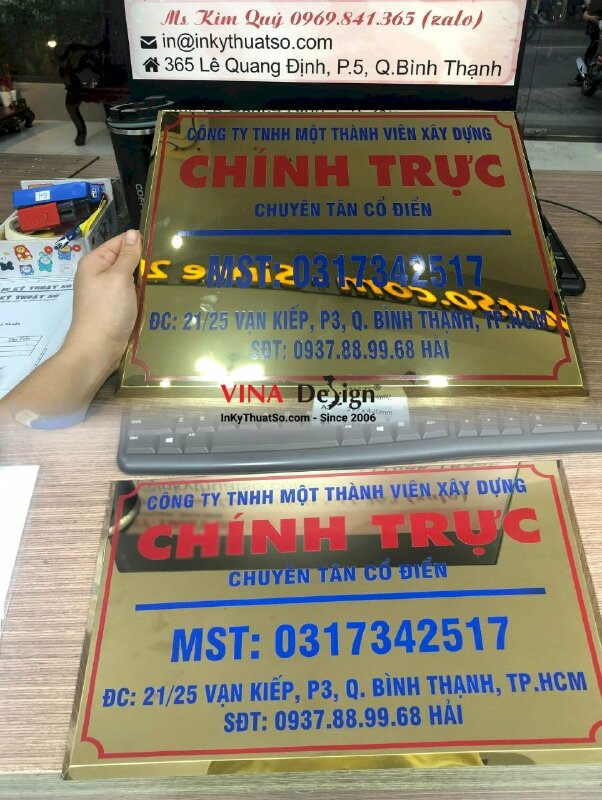 Ms Kim Quý 0969.841.365 (zalo)
in@inkythuatso.com
365 Lê Quang Định, P.5, Q.Bình Thạnh
CÔNG TY TNHH MỘT THÀNH VIÊN XÂY DỰNG
CHÍNH TRỰC
CHUYÊN TÂN CỔ ĐIỂN
MST: 0317342517
ĐC: 21/25 VẠN KIẾP, P3, Q. BÌNH THẠNH, TP.HCM
SĐT: 0937.88.99.68 HẢI
VINA Design®
InKyThuatSo.com - Since 2006
CÔNG TY TNHH MỘT THÀNH VIÊN XÂY DỰNG
CHÍNH TRỰC
CHUYÊN TÂN CỔ ĐIỂN
MST: 0317342517
ĐC: 21/25 VẠN KIẾP, P3, Q. BÌNH THẠNH, TP.HCM
SĐT: 0937.88.99.68 HẢI